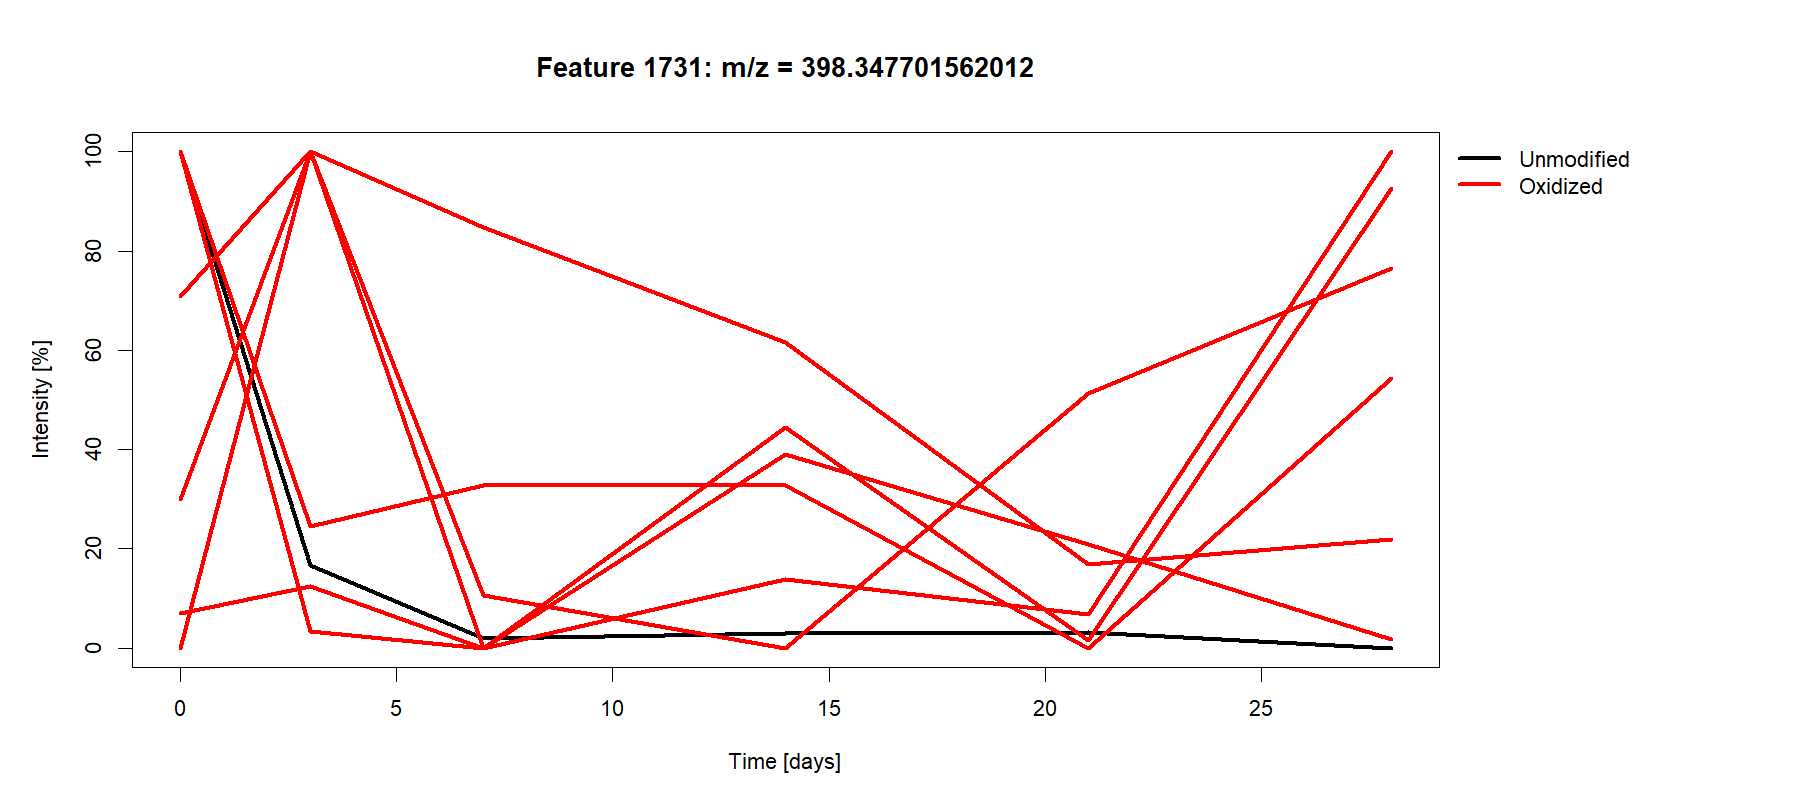 Feature 1731: m/z = 398.347701562012
Unmodified
Oxidized
Intensity [%]
100
80
60
40
20
0
0 5 10 15 20 25
Time [days]